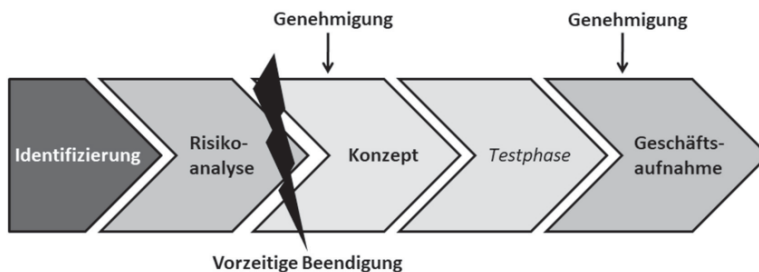 Genehmigung
Genehmigung
Identifizierung
Risiko-
analyse
Konzept
Testphase
Geschäfts-
aufnahme
Vorzeitige Beendigung